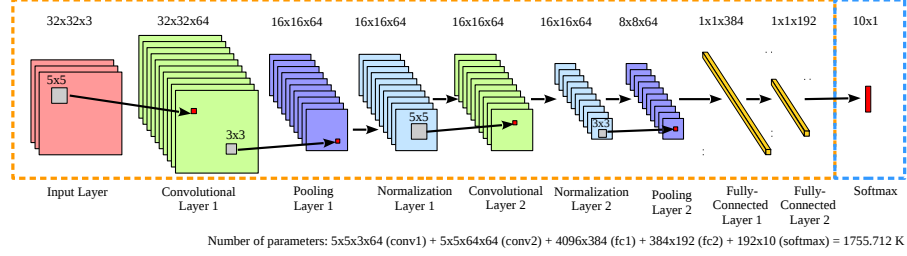 32x32x3 32x32x64 16x16x64 16x16x64 16x16x64 16x16x64 8x8x64 1x1x384 1x1x192 10x1
5x5
3x3
5x5
3x3
Input Layer
Convolutional
Layer 1
Pooling
Layer 1
Normalization
Layer 1
Convolutional
Layer 2
Normalization
Layer 2
Pooling
Layer 2
Fully-
Connected
Layer 1
Fully-
Connected
Layer 2
Softmax
Number of parameters: 5x5x3x64 (conv1) + 5x5x64x64 (conv2) + 4096x384 (fc1) + 384x192 (fc2) + 192x10 (softmax) = 1755.712 K